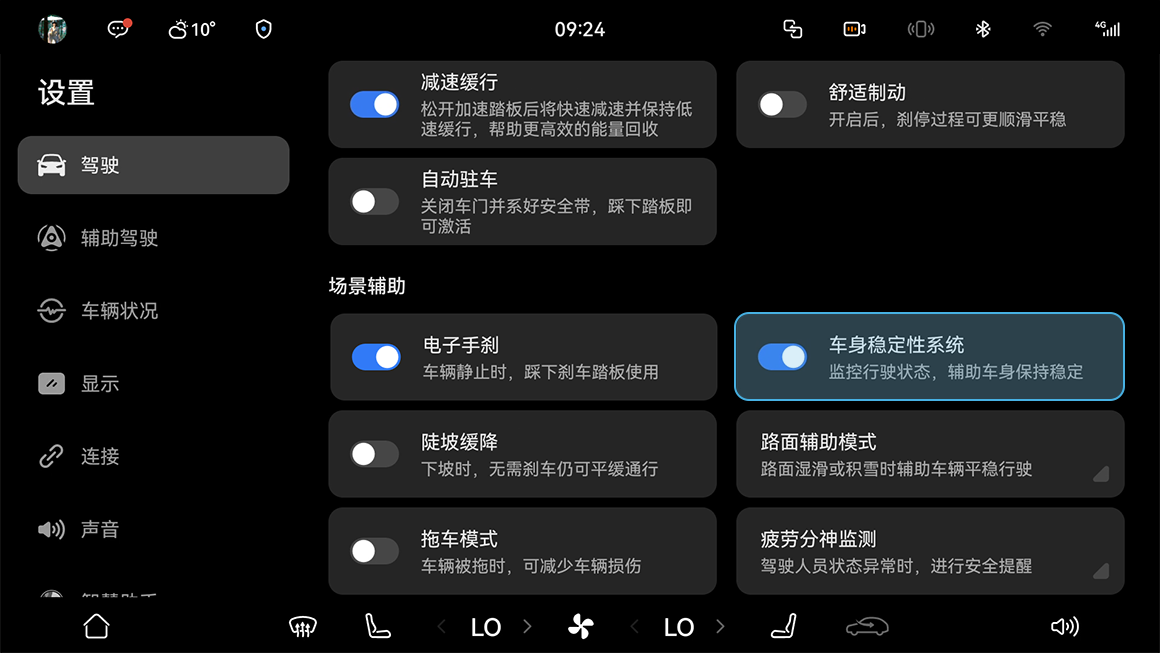 10°
09:24
4G
设置
驾驶
辅助驾驶
车辆状况
显示
连接
声音
智慧助手
减速缓行
松开加速踏板后将快速减速并保持低
速缓行，帮助更高效的能量回收
舒适制动
开启后，刹停过程可更顺滑平稳
自动驻车
关闭车门并系好安全带，踩下踏板即
可激活
场景辅助
电子手刹
车辆静止时，踩下刹车踏板使用
车身稳定性系统
监控行驶状态，辅助车身保持稳定
陡坡缓降
下坡时，无需刹车仍可平缓通行
路面辅助模式
路面湿滑或积雪时辅助车辆平稳行驶
拖车模式
车辆被拖时，可减少车辆损伤
疲劳分神监测
驾驶人员状态异常时，进行安全提醒
LO
LO